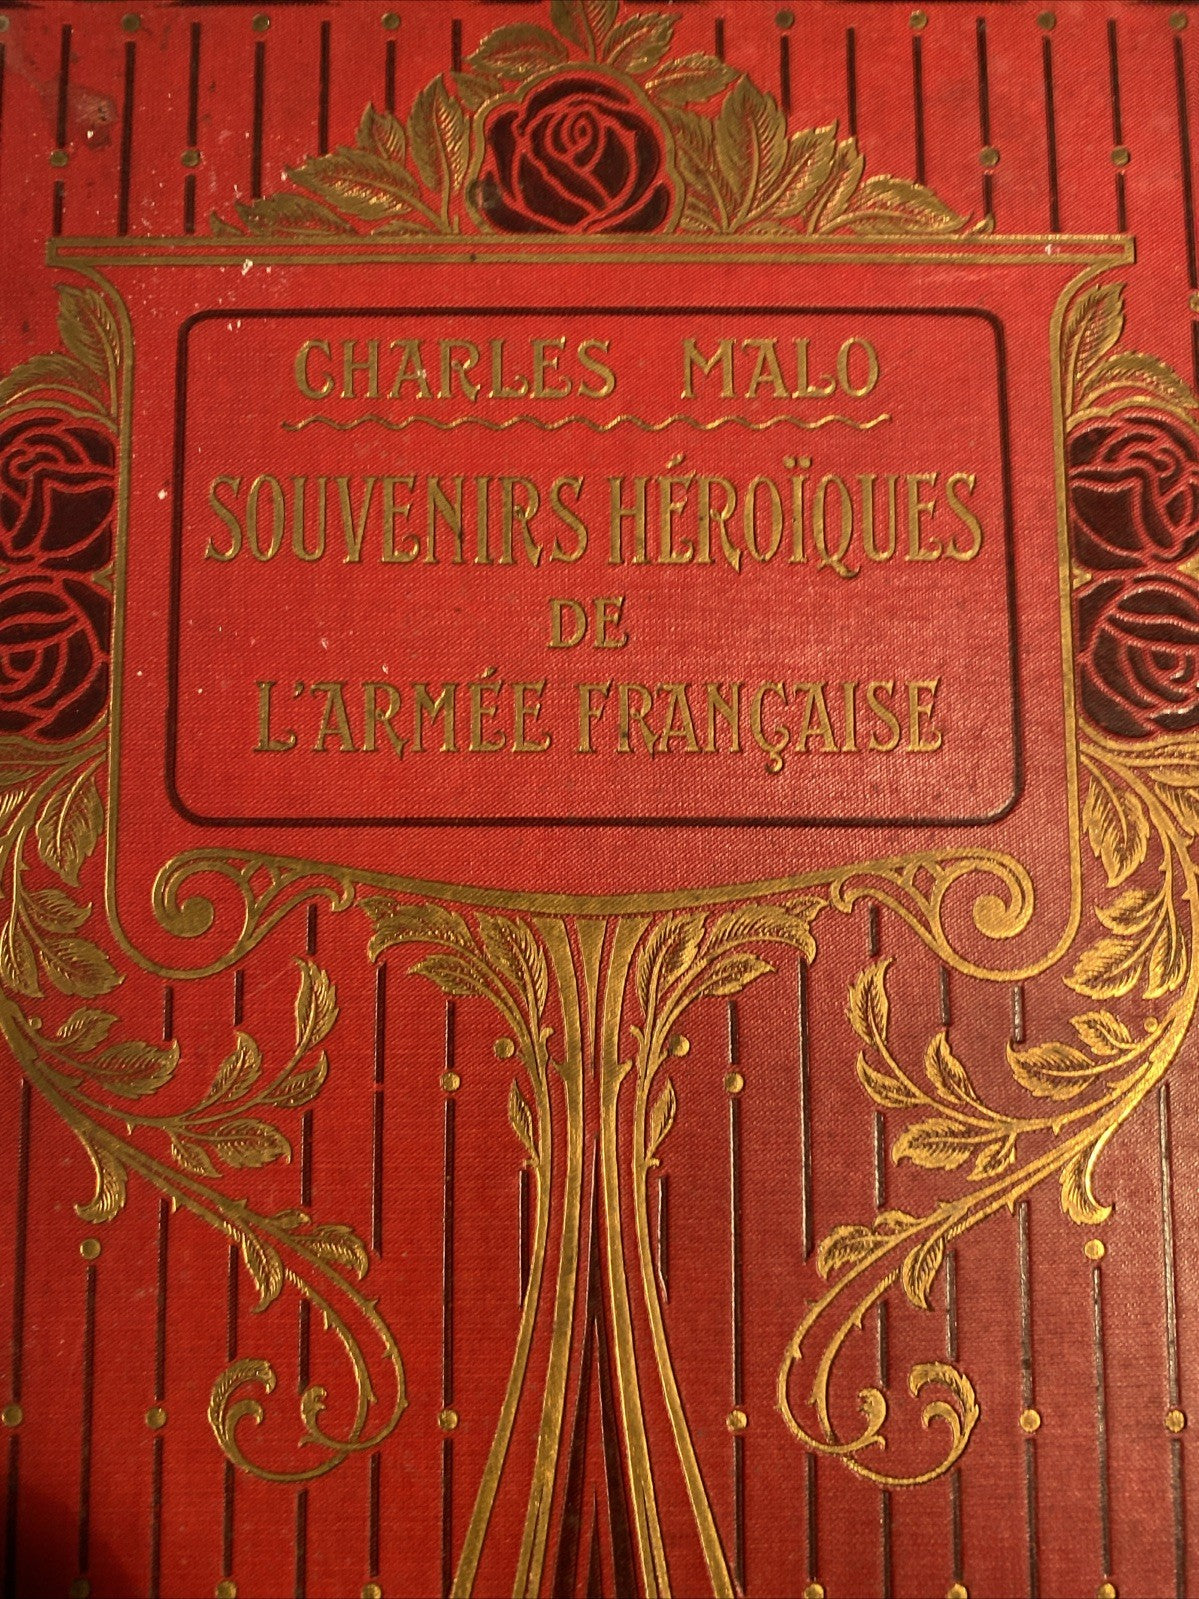 CHARLES MALO
SOUVENIRS HÉROÏQUES
DE
L'ARMÉE FRANÇAISE